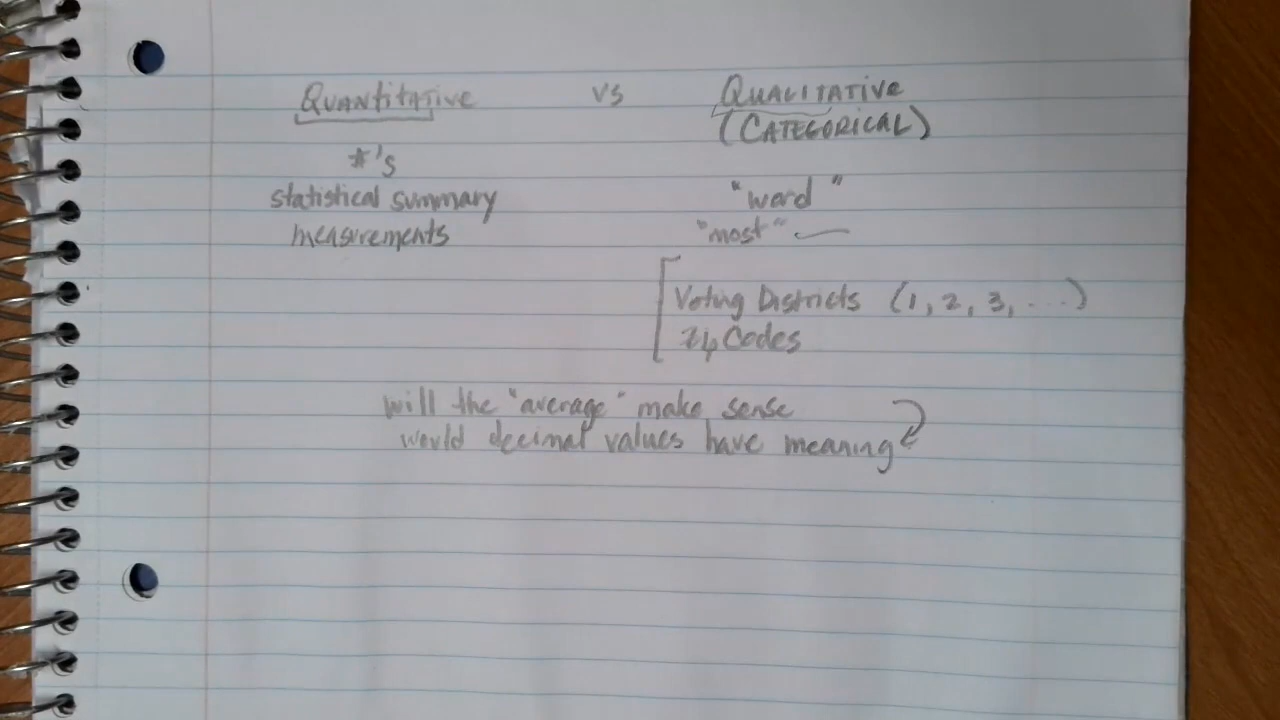 QUANTITATIVE vs QUALITATIVE
(CATEGORICAL)
#'s
statistical summary "word"
measurements "most"
Voting Districts (1, 2, 3, ....)
Codes
will the "average" make sense
would decimal values have meaning